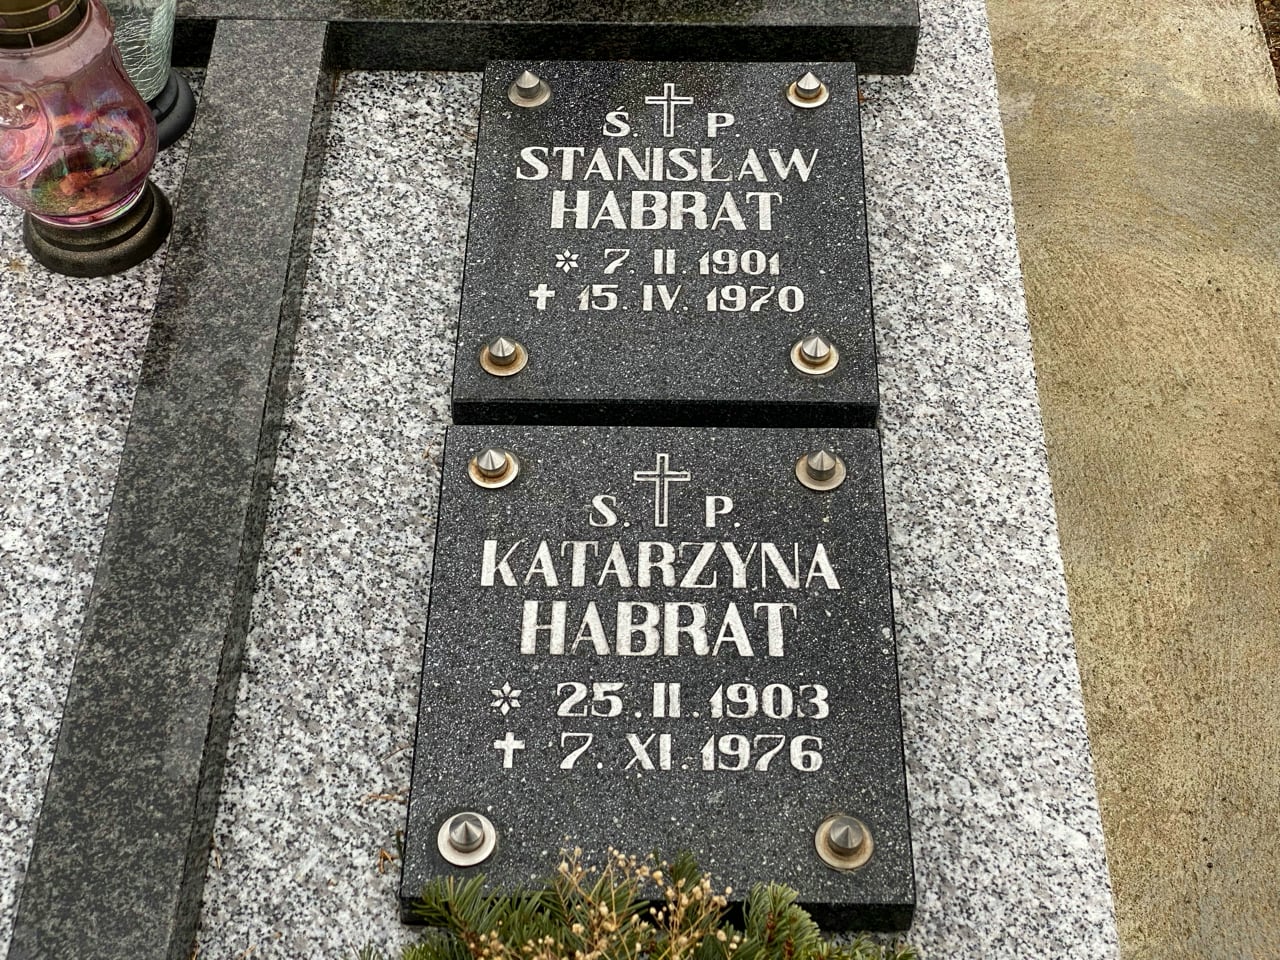 Ś. P.
STANISŁAW
HABRAT
* 7. II. 1901
✝ 15. IV. 1970
S. P.
KATARZYNA
HABRAT
* 25. II. 1903
✝ 7. XI. 1976